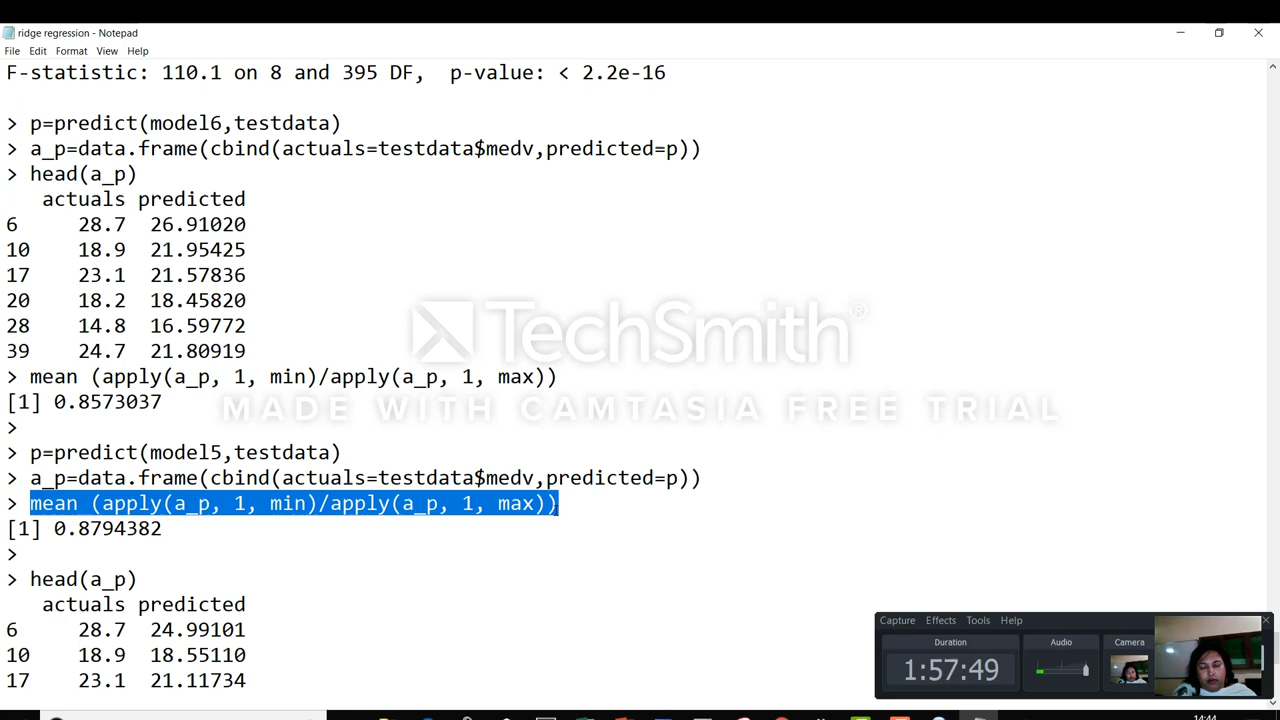 ridge regression - Notepad
File Edit Format View Help
F-statistic: 110.1 on 8 and 395 DF,  p-value: < 2.2e-16
> p=predict(model6,testdata)
> a_p=data.frame(cbind(actuals=testdata$medv,predicted=p))
> head(a_p)
   actuals predicted
6     28.7  26.91020
10    18.9  21.95425
17    23.1  21.57836
20    18.2  18.45820
28    14.8  16.59772
39    24.7  21.80919
> mean (apply(a_p, 1, min)/apply(a_p, 1, max))
[1] 0.8573037
>
> p=predict(model5,testdata)
> a_p=data.frame(cbind(actuals=testdata$medv,predicted=p))
> mean (apply(a_p, 1, min)/apply(a_p, 1, max))
[1] 0.8794382
>
> head(a_p)
   actuals predicted
6     28.7  24.99101
10    18.9  18.55110
17    23.1  21.11734
TechSmith®
MADE WITH CAMTASIA FREE TRIAL
Capture Effects Tools Help
Duration Audio Camera
1:57:49
14:44